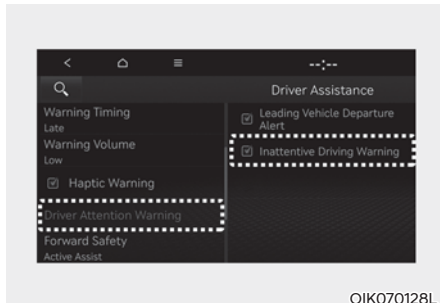 --:--
Driver Assistance
Warning Timing
Late
Warning Volume
Low
Haptic Warning
Driver Attention Warning
Forward Safety
Active Assist
Leading Vehicle Departure
Alert
Inattentive Driving Warning
OIK070128L